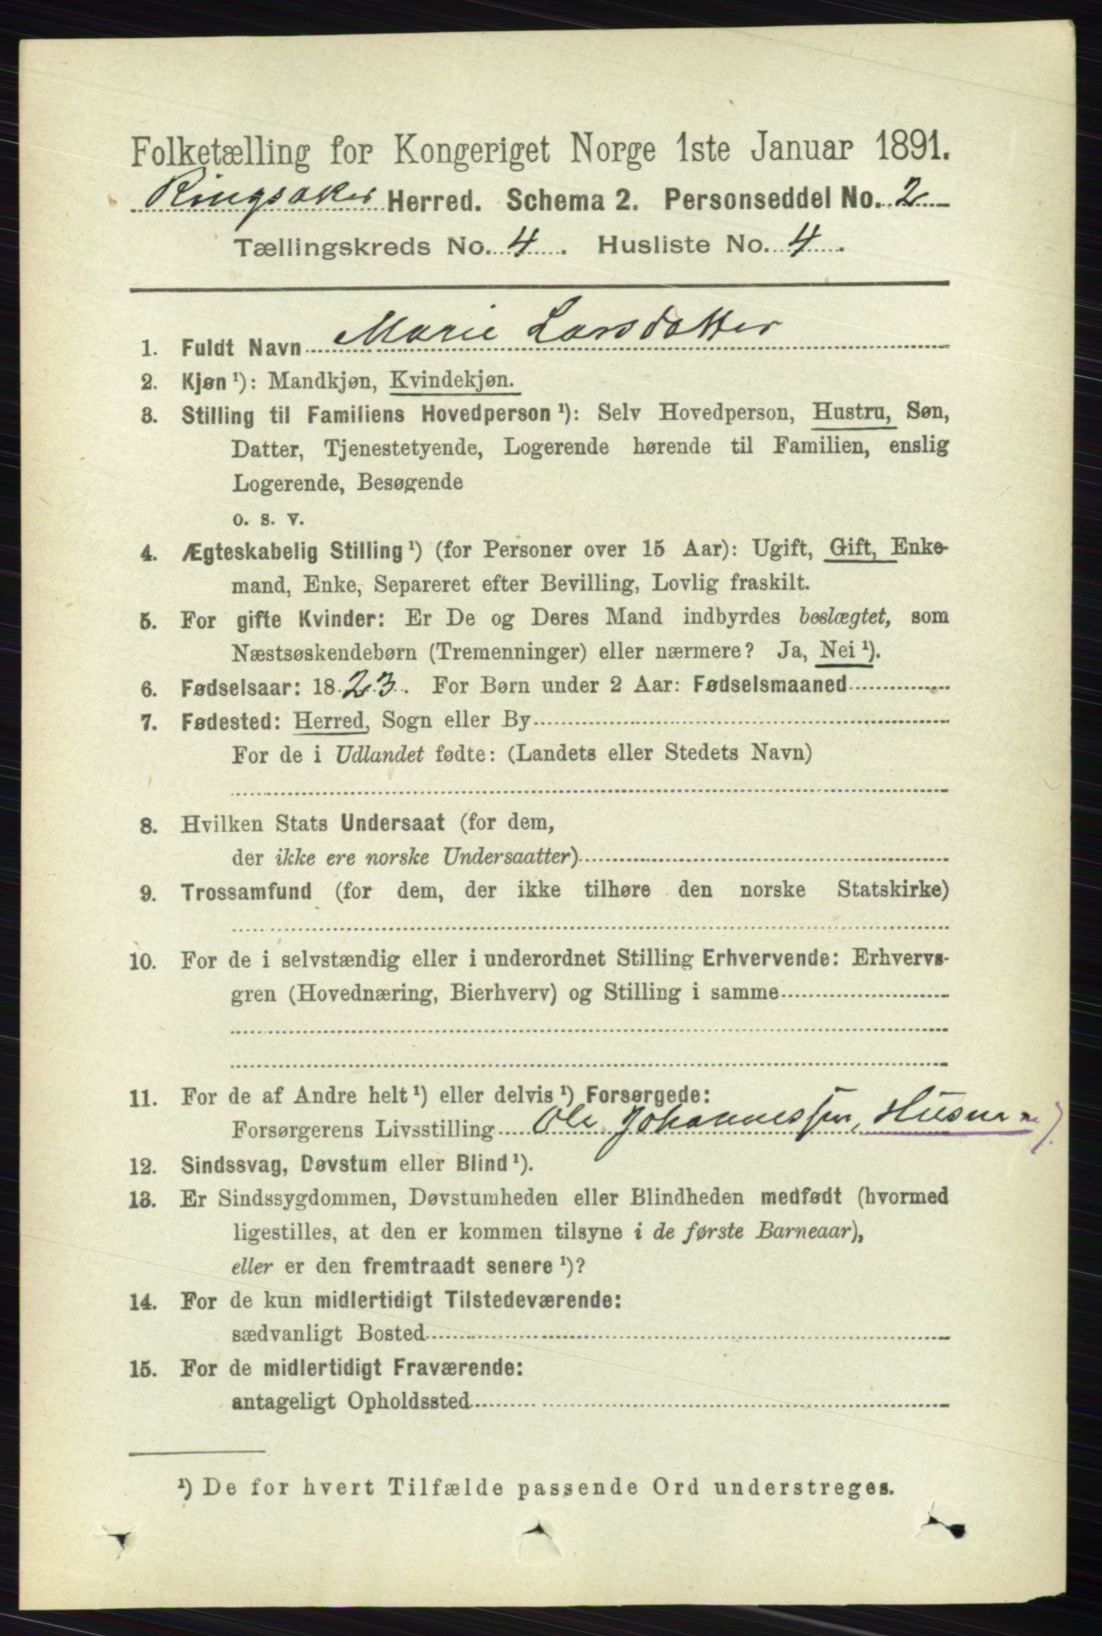 Folketælling for Kongeriget Norge 1ste Januar 1891.
Ringsaker Herred. Schema 2. Personseddel No. 2
Tællingskreds No. 4. Husliste No. 4.
1. Fuldt Navn Marie Larsdatter
2. Kjøn¹): Mandkjøn, Kvindekjøn.
3. Stilling til Familiens Hovedperson¹): Selv Hovedperson, Hustru, Søn,
Datter, Tjenestetyende, Logerende hørende til Familien, enslig
Logerende, Besøgende
o. s. v.
4. Ægteskabelig Stilling¹) (for Personer over 15 Aar): Ugift, Gift, Enke-
mand, Enke, Separeret efter Bevilling, Lovlig fraskilt.
5. For gifte Kvinder: Er De og Deres Mand indbyrdes beslægtet, som
Næstsøskendebørn (Tremenninger) eller nærmere? Ja, Nei¹).
6. Fødselsaar: 1823. For Børn under 2 Aar: Fødselsmaaned
7. Fødested: Herred, Sogn eller By
For de i Udlandet fødte: (Landets eller Stedets Navn)
8. Hvilken Stats Undersaat (for dem,
der ikke ere norske Undersaatter)
9. Trossamfund (for dem, der ikke tilhøre den norske Statskirke)
10. For de i selvstændig eller i underordnet Stilling Erhvervende: Erhvervs-
gren (Hovednæring, Bierhverv) og Stilling i samme
11. For de af Andre helt¹) eller delvis¹) Forsørgede:
Forsørgerens Livsstilling Ole Johannessen,
12. Sindssvag, Døvstum eller Blind¹).
13. Er Sindssygdommen, Døvstumheden eller Blindheden medfødt (hvormed
ligestilles, at den er kommen tilsyne i de første Barneaar),
eller er den fremtraadt senere¹)?
14. For de kun midlertidigt Tilstedeværende:
sædvanligt Bosted
15. For de midlertidigt Fraværende:
antageligt Opholdssted
¹) De for hvert Tilfælde passende Ord understreges.